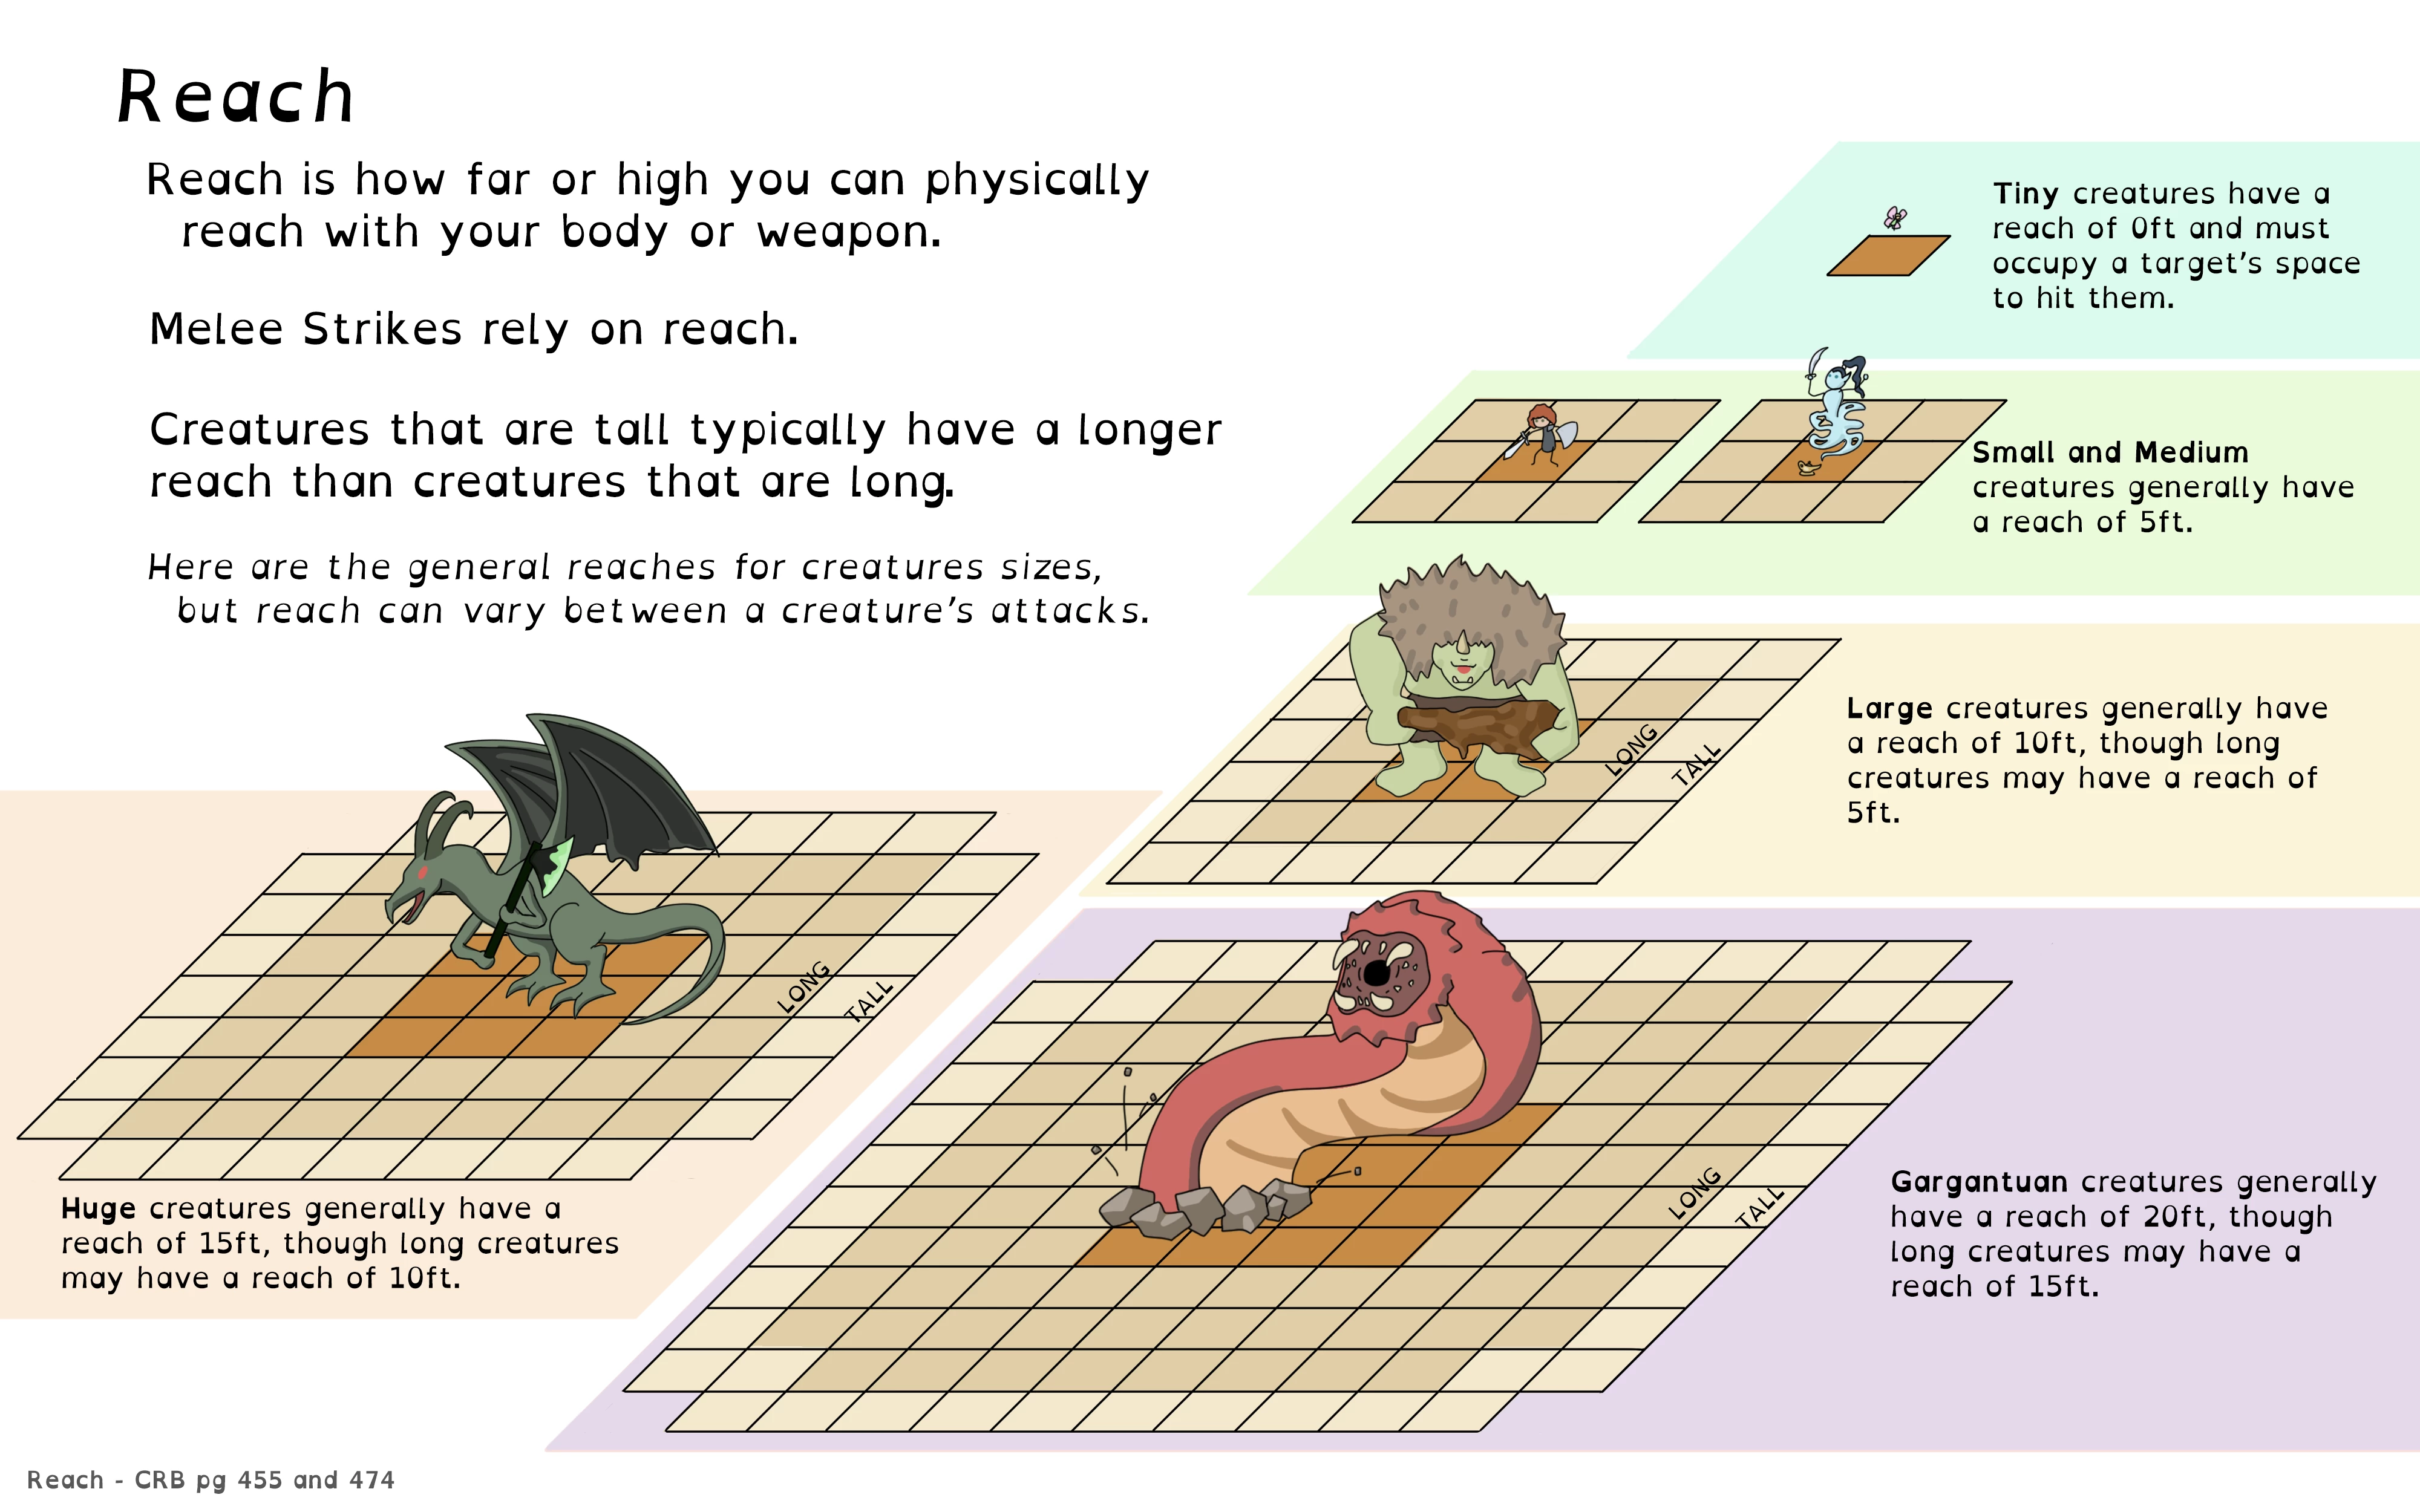 Reach
Reach is how far or high you can physically
reach with your body or weapon.
Melee Strikes rely on reach.
Creatures that are tall typically have a longer
reach than creatures that are long.
Here are the general reaches for creatures sizes,
but reach can vary between a creature's attacks.
Tiny creatures have a
reach of 0ft and must
occupy a target's space
to hit them.
Small and Medium
creatures generally have
a reach of 5ft.
LONG
TALL
Large creatures generally have
a reach of 10ft, though long
creatures may have a reach of
5ft.
LONG
TALL
Huge creatures generally have a
reach of 15ft, though long creatures
may have a reach of 10ft.
LONG
TALL
Gargantuan creatures generally
have a reach of 20ft, though
long creatures may have a
reach of 15ft.
Reach - CRB pg 455 and 474